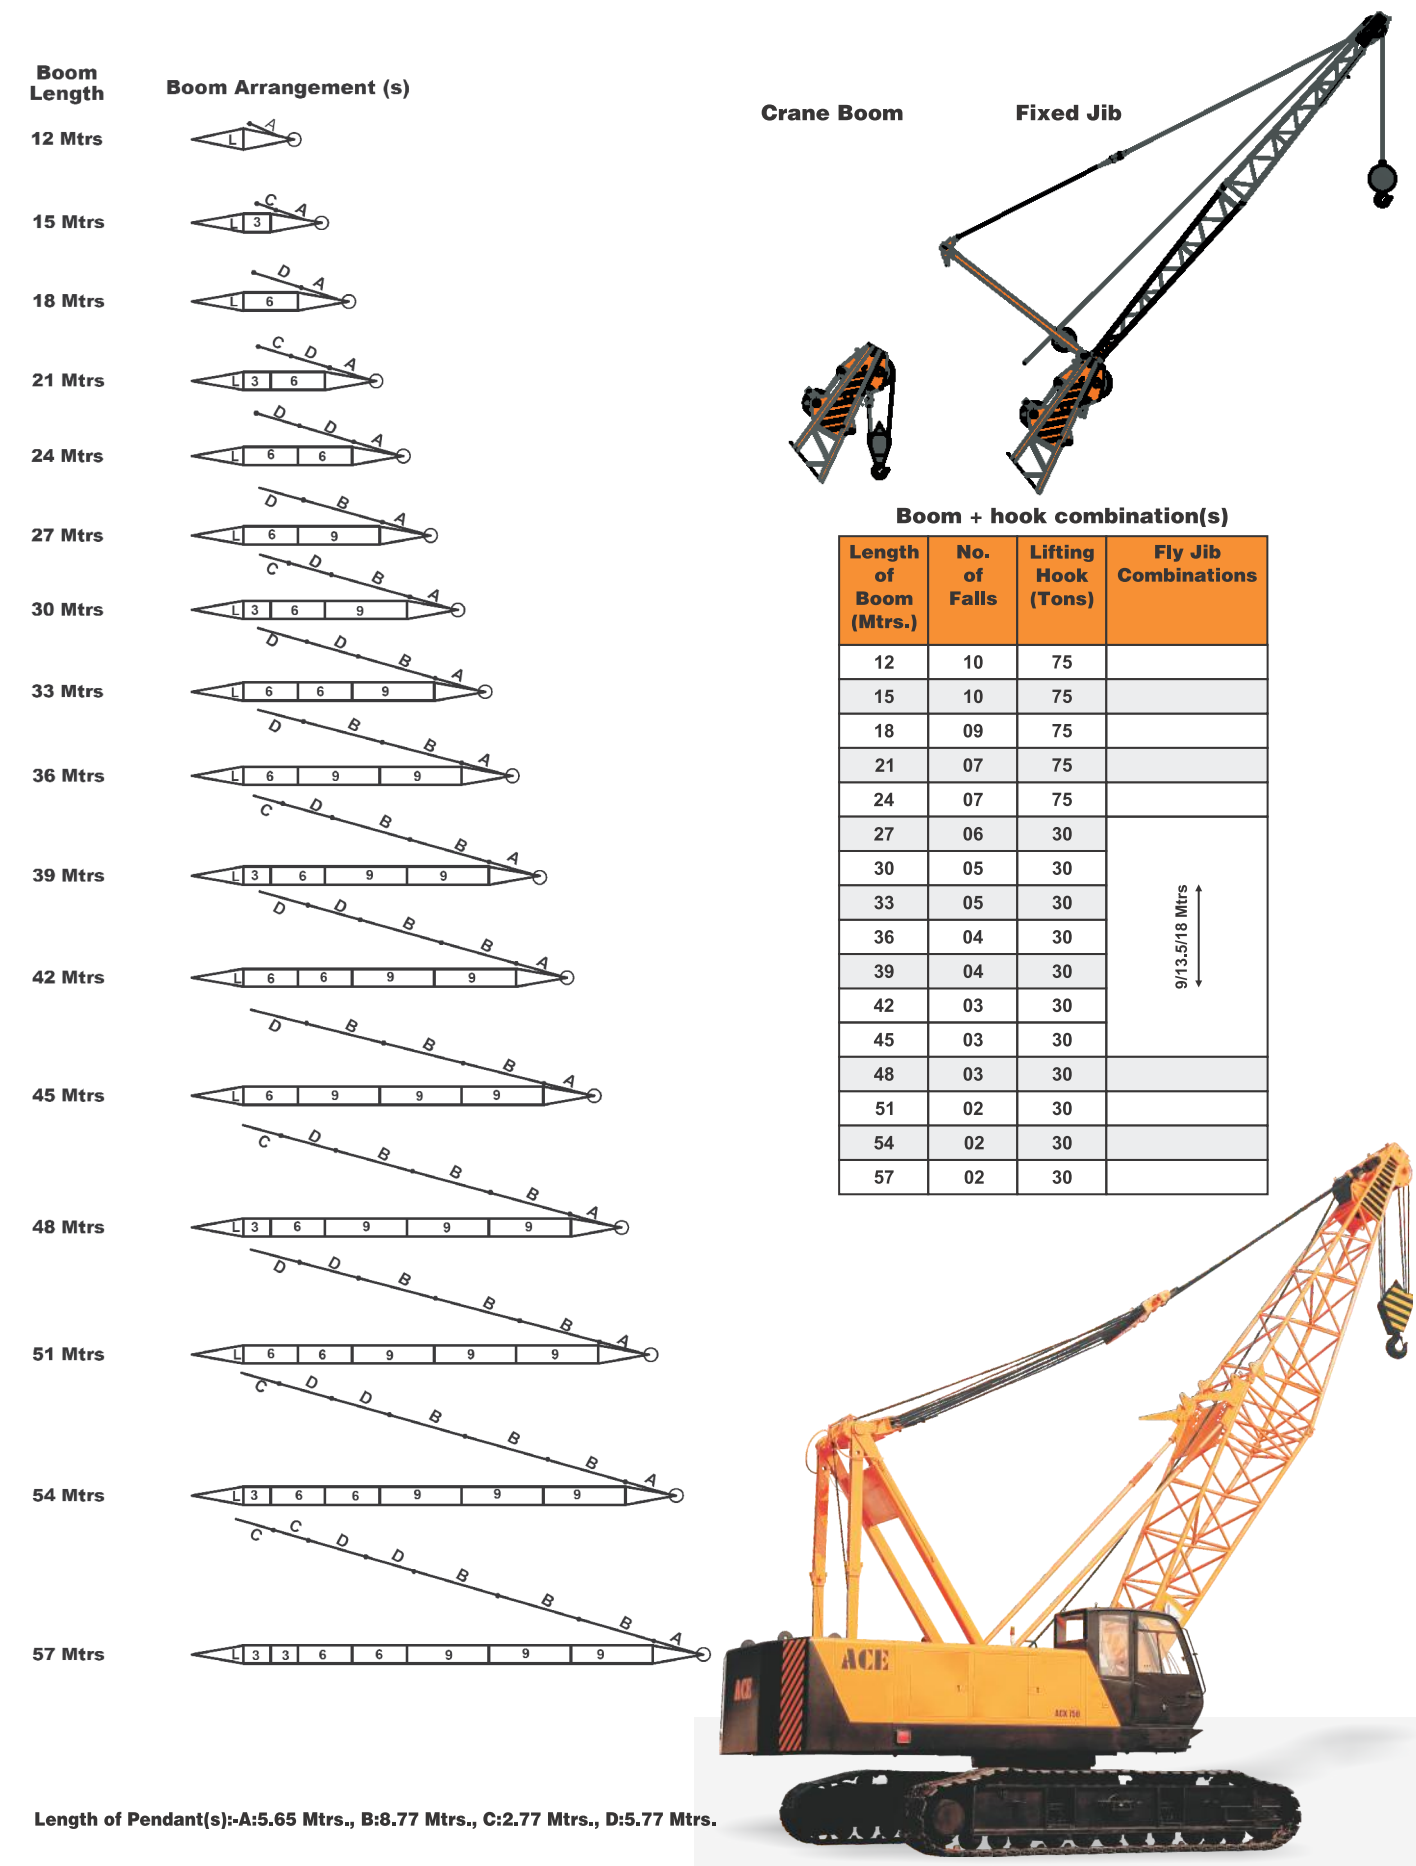 Boom
Length
Boom Arrangement (s)
12 Mtrs
A
L
15 Mtrs
C A
L 3
18 Mtrs
D A
L 6
21 Mtrs
C D A
L 3 6
24 Mtrs
D D A
L 6 6
27 Mtrs
D B A
L 6 9
30 Mtrs
C D B A
L 3 6 9
33 Mtrs
D D B A
L 6 6 9
36 Mtrs
D B B A
L 6 9 9
39 Mtrs
C D B B A
L 3 6 9 9
42 Mtrs
D D B B A
L 6 6 9 9
45 Mtrs
D B B B A
L 6 9 9 9
48 Mtrs
C D B B B A
L 3 6 9 9 9
51 Mtrs
D D B B B A
L 6 6 9 9 9
54 Mtrs
C D D B B B A
L 3 6 6 9 9 9
57 Mtrs
C C D D B B B A
L 3 3 6 6 9 9 9
Length of Pendant(s):-A:5.65 Mtrs., B:8.77 Mtrs., C:2.77 Mtrs., D:5.77 Mtrs.
Crane Boom
Fixed Jib
Boom + hook combination(s)
Length of Boom (Mtrs.) No. of Falls Lifting Hook (Tons) Fly Jib Combinations
12 10 75
15 10 75
18 09 75
21 07 75
24 07 75
27 06 30
30 05 30
33 05 30
36 04 30
39 04 30
42 03 30
45 03 30
9/13.5/18 Mtrs
48 03 30
51 02 30
54 02 30
57 02 30
ACE
ACE
ACX 750